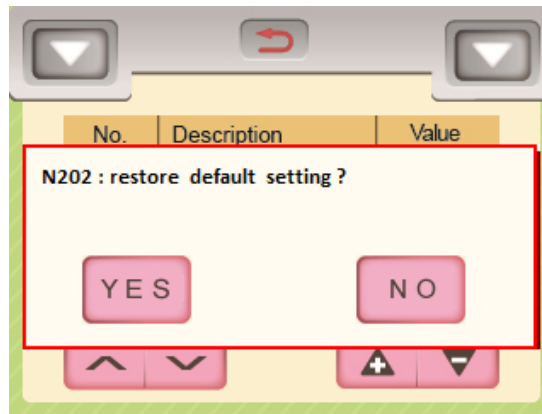 No. Description Value
N202 : restore default setting ?
YES NO